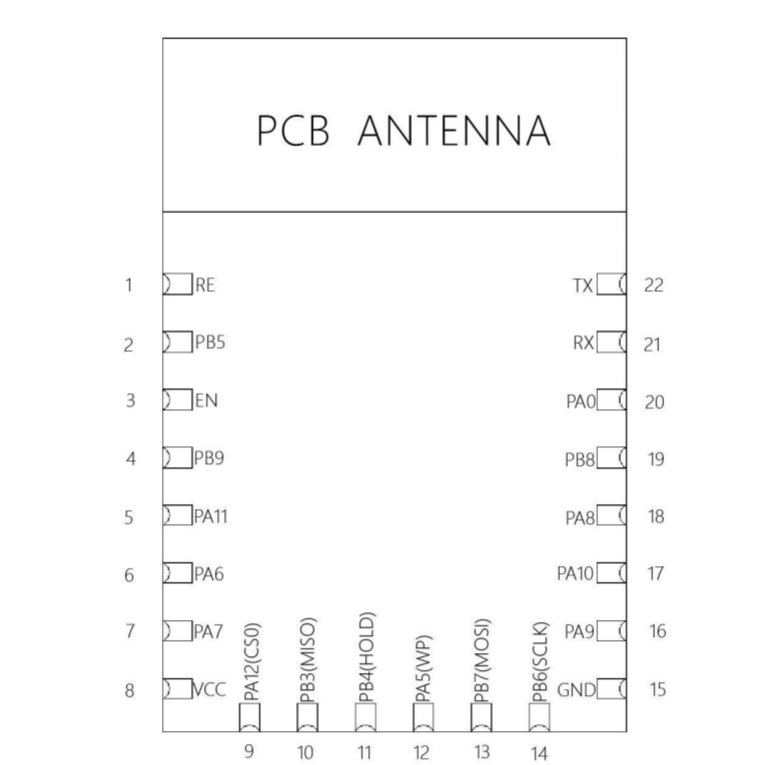 PCB ANTENNA
1 RE TX 22
2 PB5 RX 21
3 EN PA0 20
4 PB9 PB8 19
5 PA11 PA8 18
6 PA6 PA10 17
7 PA7 PA9 16
8 VCC GND 15
PA12(CS0)
PB3(MISO)
PB4(HOLD)
PA5(WP)
PB7(MOSI)
PB6(SCLK)
9 10 11 12 13 14